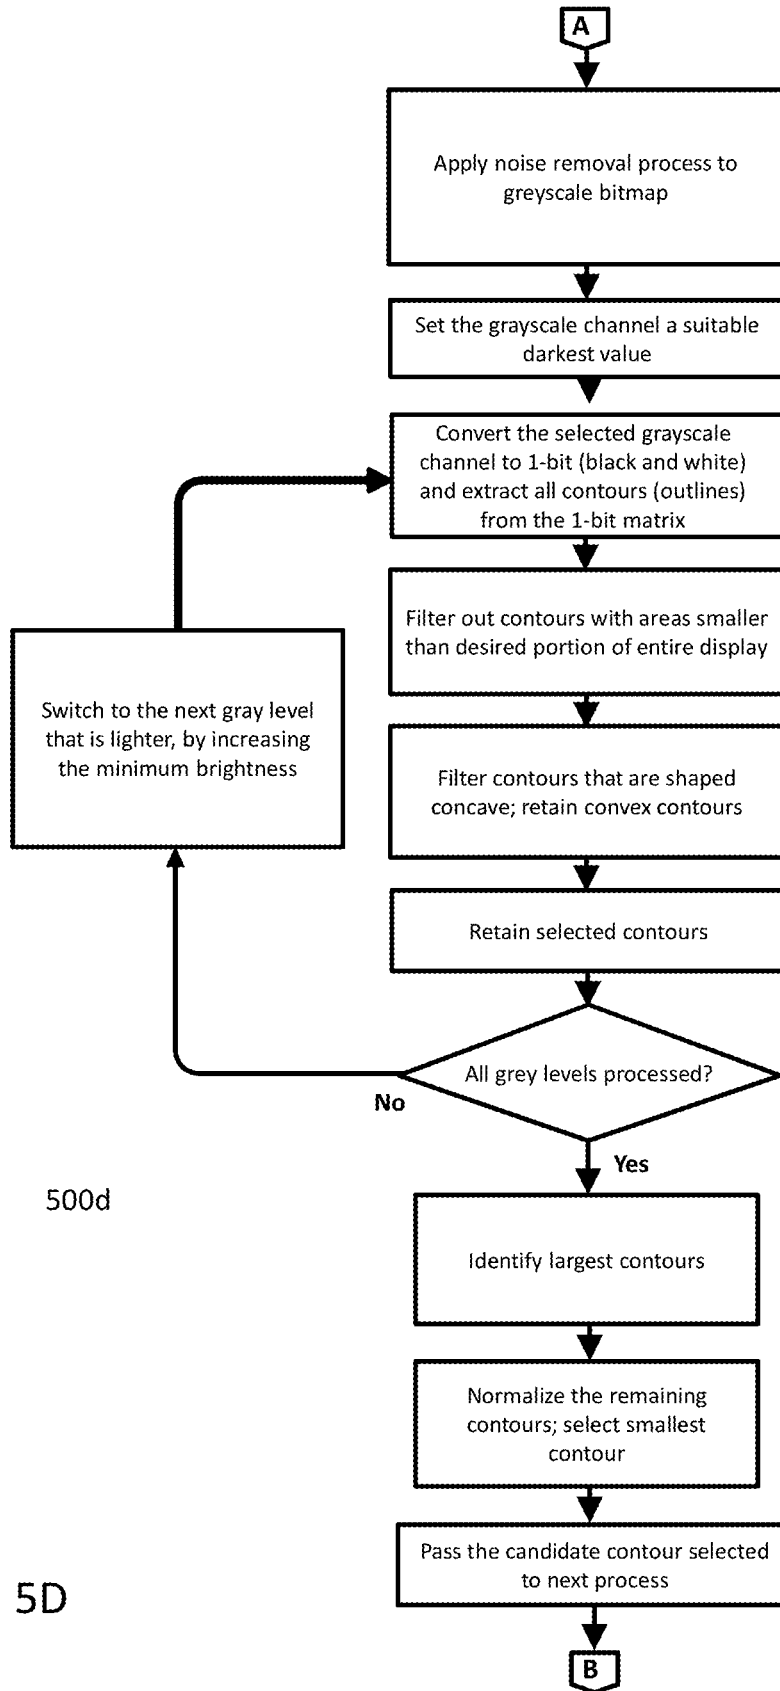 A
Apply noise removal process to
greyscale bitmap
Set the grayscale channel a suitable
darkest value
Convert the selected grayscale
channel to 1-bit (black and white)
and extract all contours (outlines)
from the 1-bit matrix
Filter out contours with areas smaller
than desired portion of entire display
Switch to the next gray level
that is lighter, by increasing
the minimum brightness
Filter contours that are shaped
concave; retain convex contours
Retain selected contours
All grey levels processed?
No
Yes
500d
Identify largest contours
Normalize the remaining
contours; select smallest
contour
Pass the candidate contour selected
to next process
5D
B